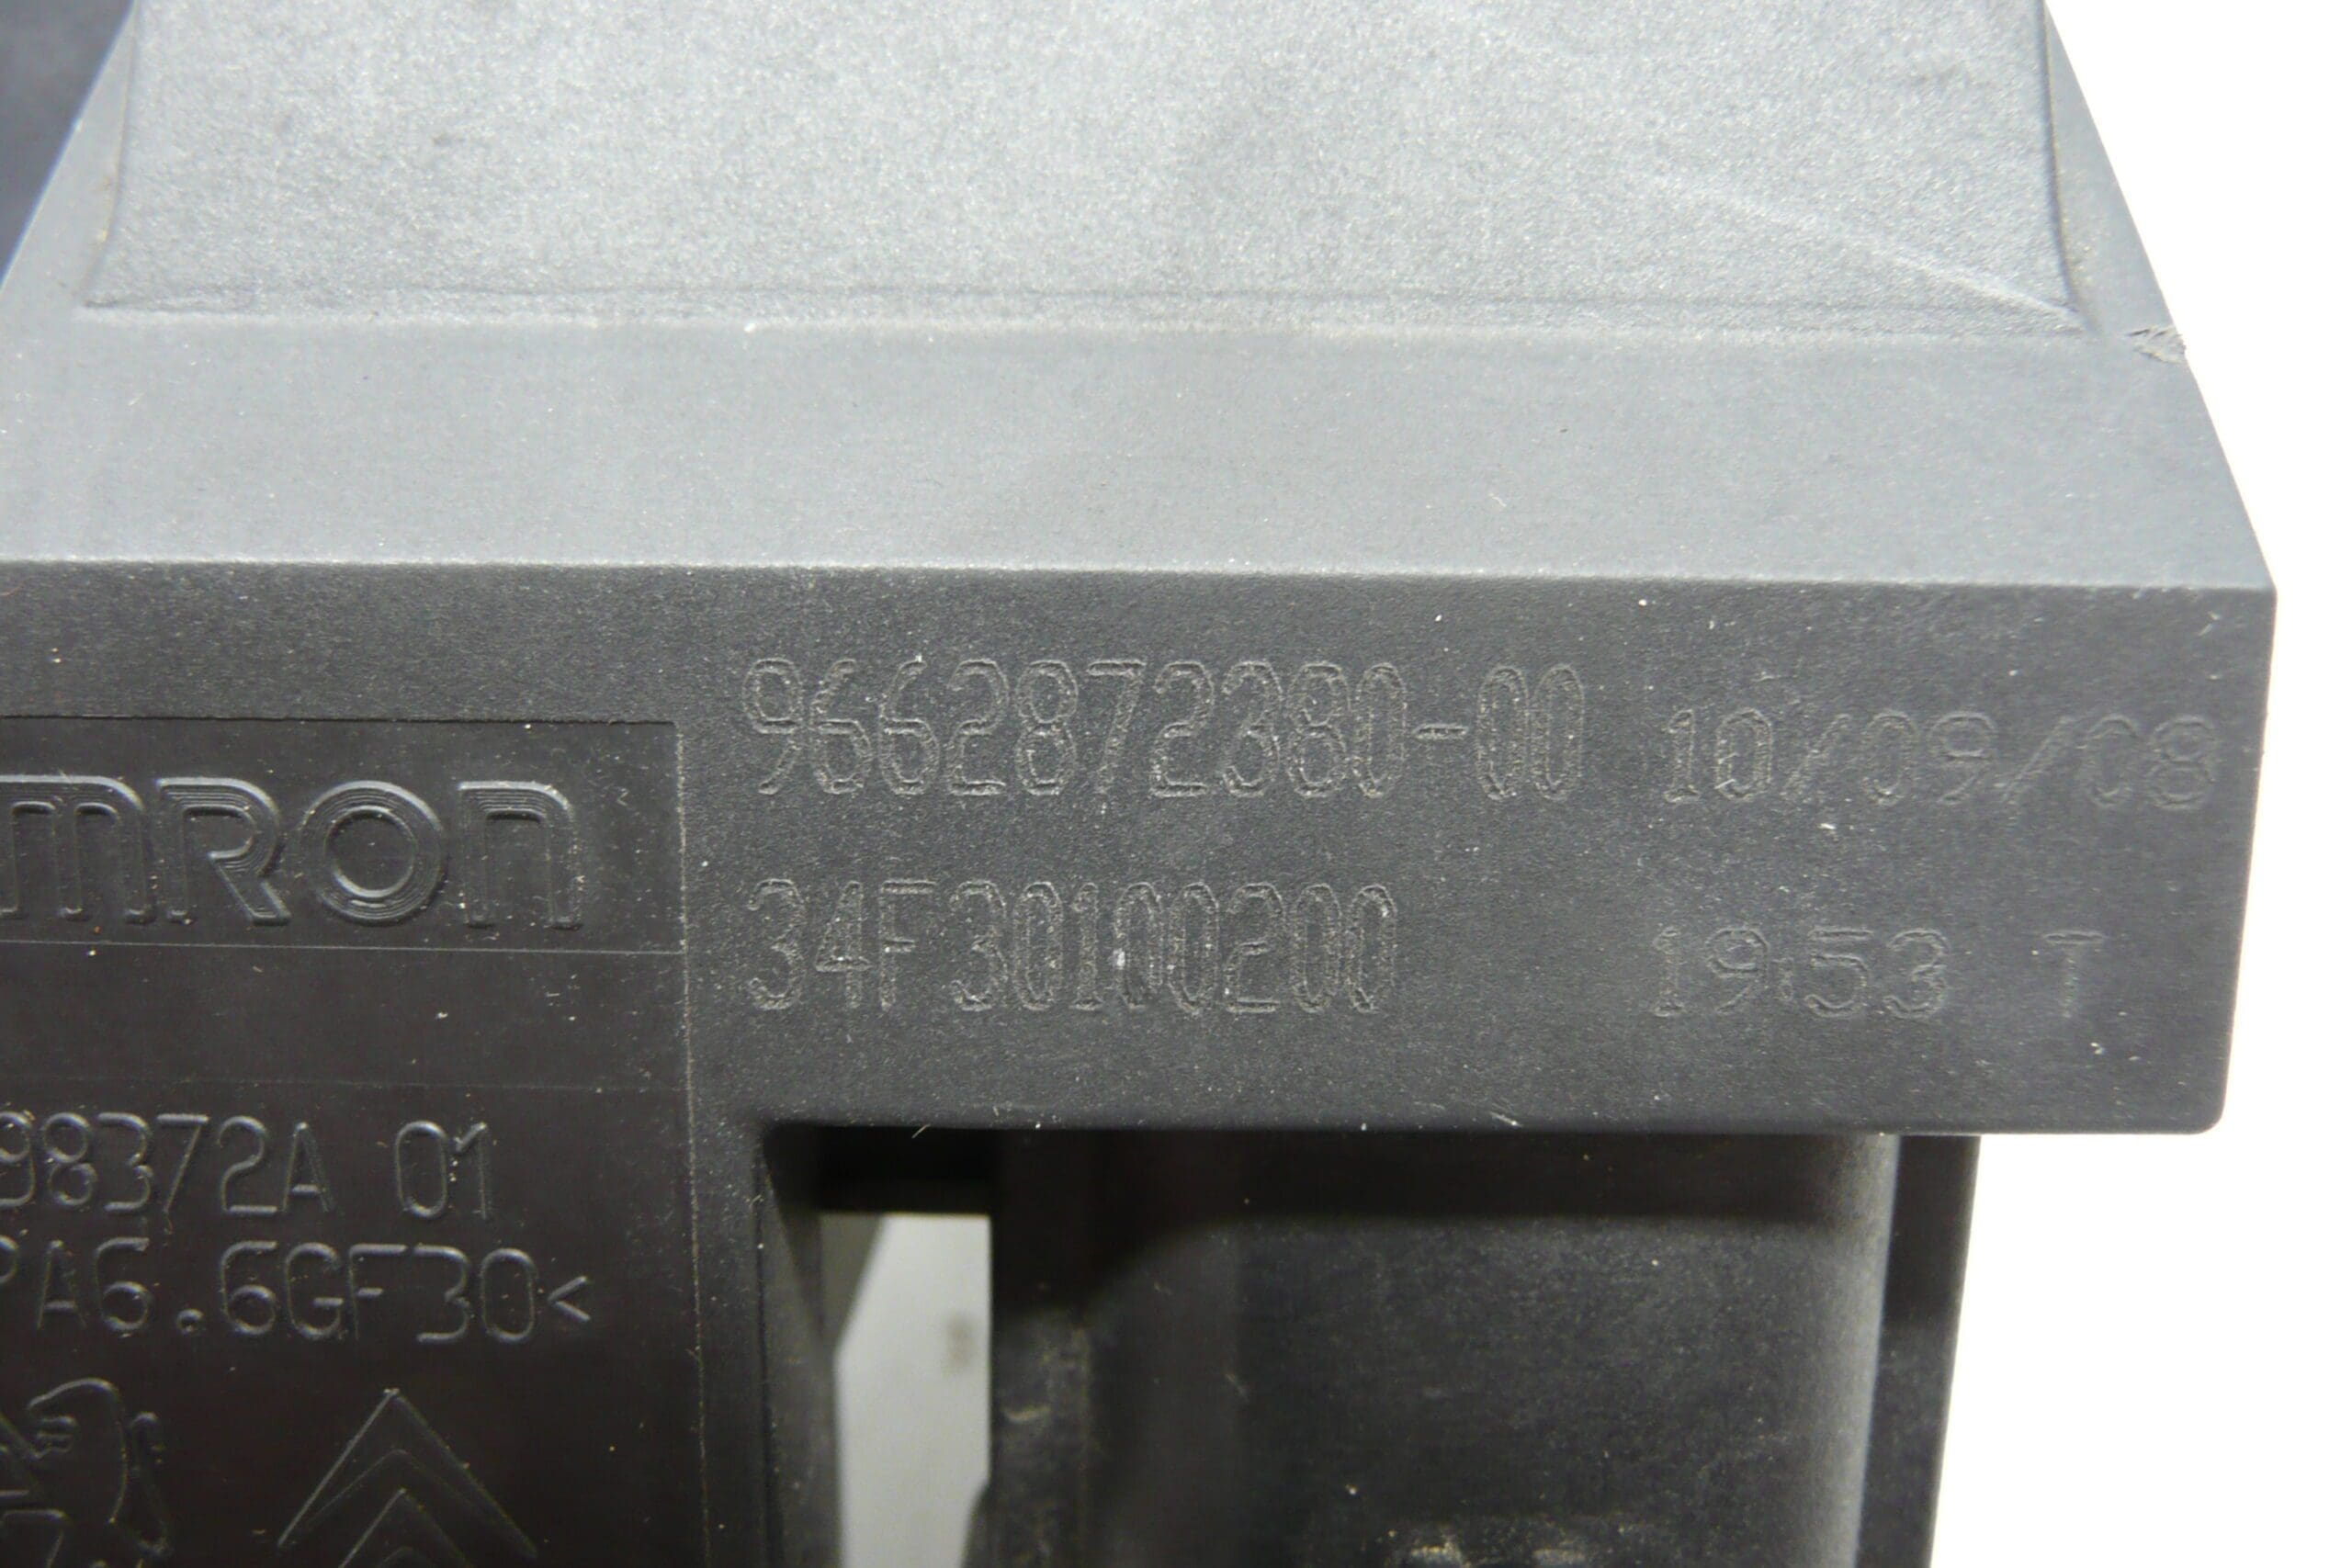 9662872380-00 10/09/08
34F30100200 19:53 T
mRon
98372A 01
PA6.6GF30<